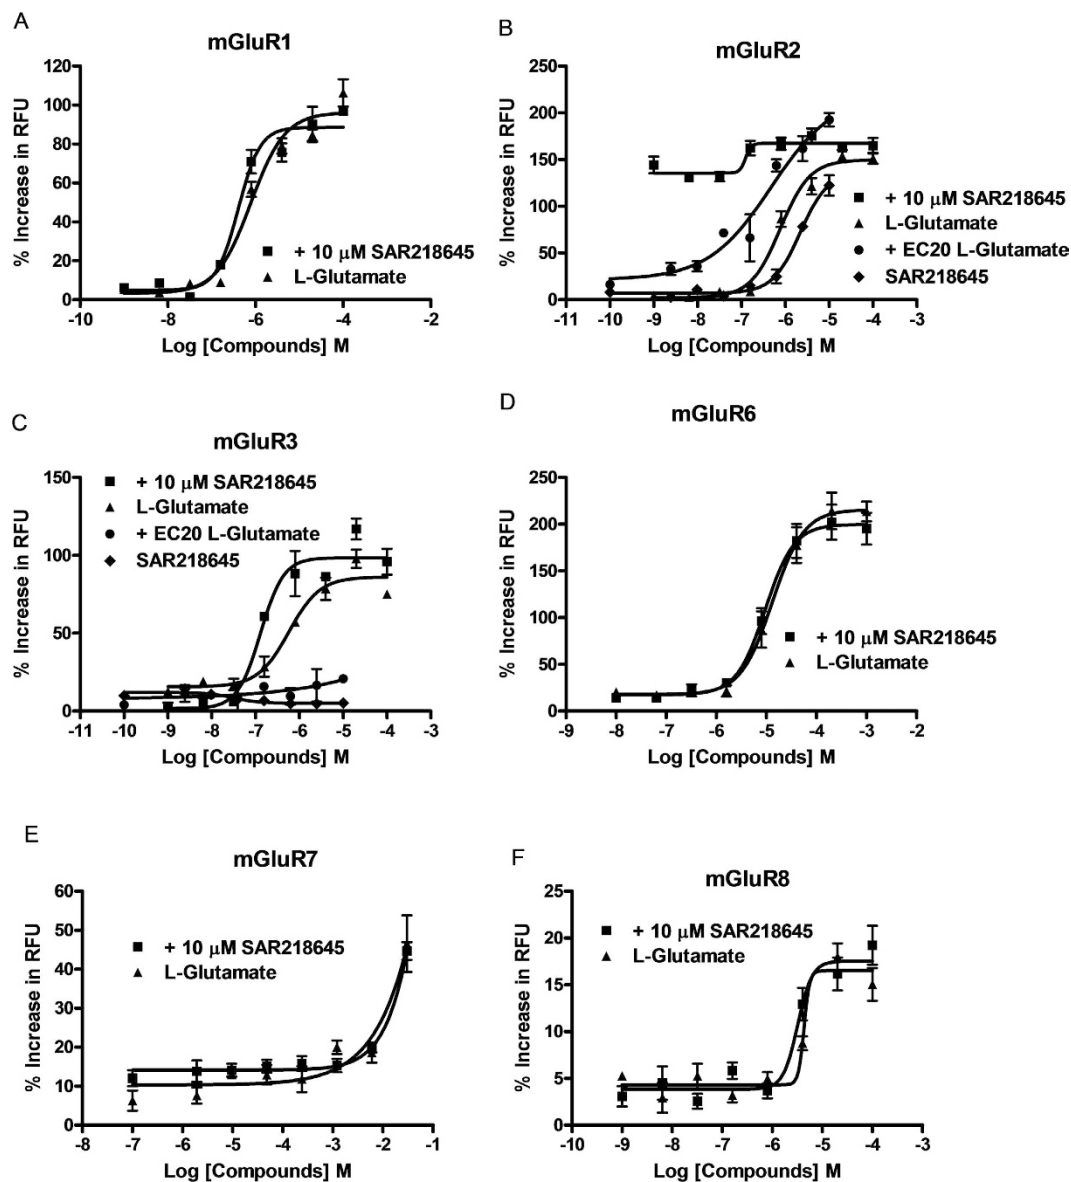 A
mGluR1
% Increase in RFU
120
100
80
60
40
20
0
-10
-8
-6
-4
-2
Log [Compounds] M
+ 10 μM SAR218645
L-Glutamate
B
mGluR2
% Increase in RFU
250
200
150
100
50
0
-11
-10
-9
-8
-7
-6
-5
-4
-3
Log [Compounds] M
+ 10 μM SAR218645
L-Glutamate
+ EC20 L-Glutamate
SAR218645
C
mGluR3
% Increase in RFU
150
100
50
0
-11
-10
-9
-8
-7
-6
-5
-4
-3
Log [Compounds] M
+ 10 μM SAR218645
L-Glutamate
+ EC20 L-Glutamate
SAR218645
D
mGluR6
% Increase in RFU
250
200
150
100
50
0
-9
-8
-7
-6
-5
-4
-3
-2
Log [Compounds] M
+ 10 μM SAR218645
L-Glutamate
E
mGluR7
% Increase in RFU
60
50
40
30
20
10
0
-8
-7
-6
-5
-4
-3
-2
-1
Log [Compounds] M
+ 10 μM SAR218645
L-Glutamate
F
mGluR8
% Increase in RFU
25
20
15
10
5
0
-10
-9
-8
-7
-6
-5
-4
-3
Log [Compounds] M
+ 10 μM SAR218645
L-Glutamate